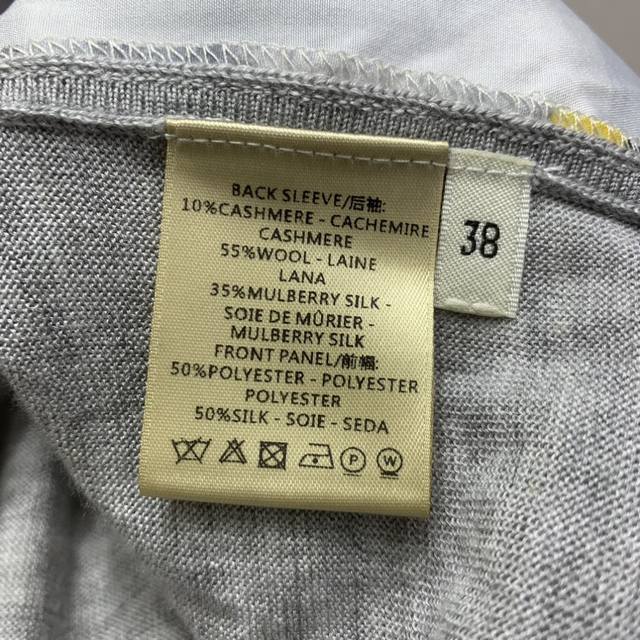 BACK SLEEVE/后袖:
10%CASHMERE - CACHEMIRE
CASHMERE
55%WOOL - LAINE
LANA
35%MULBERRY SILK -
SOIE DE MÛRIER -
MULBERRY SILK
FRONT PANEL/前幅:
50%POLYESTER - POLYESTER
POLYESTER
50%SILK - SOIE - SEDA
P W
38